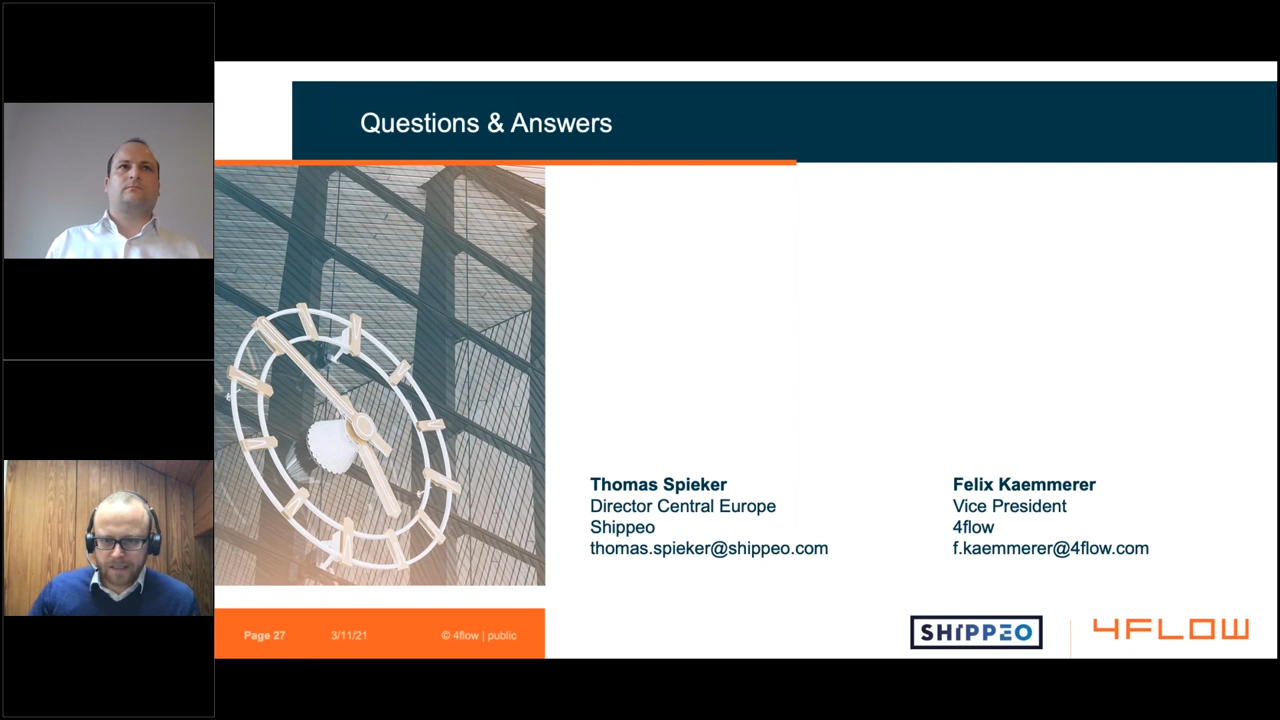 Questions & Answers
Thomas Spieker
Director Central Europe
Shippeo
thomas.spieker@shippeo.com
Felix Kaemmerer
Vice President
4flow
f.kaemmerer@4flow.com
Page 27
3/11/21
© 4flow | public
SHIPPEO
4FLOW